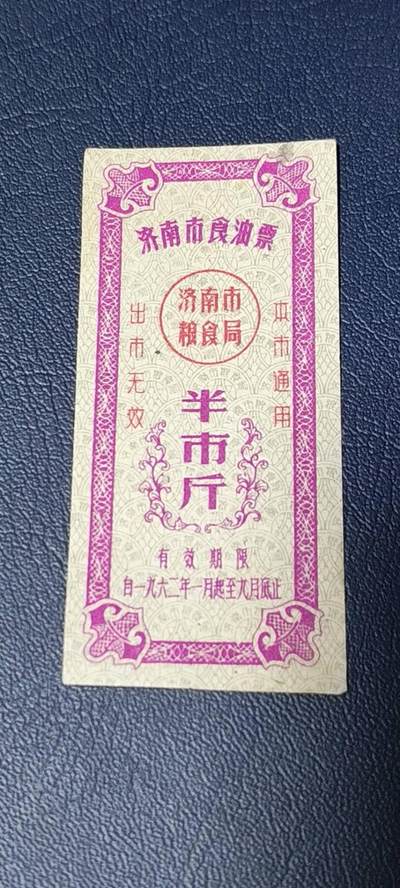 济南市食油票
济南市
粮食局
本市通用
出市无效
半市斤
有效期限
自一九六二年一月起至九月底止